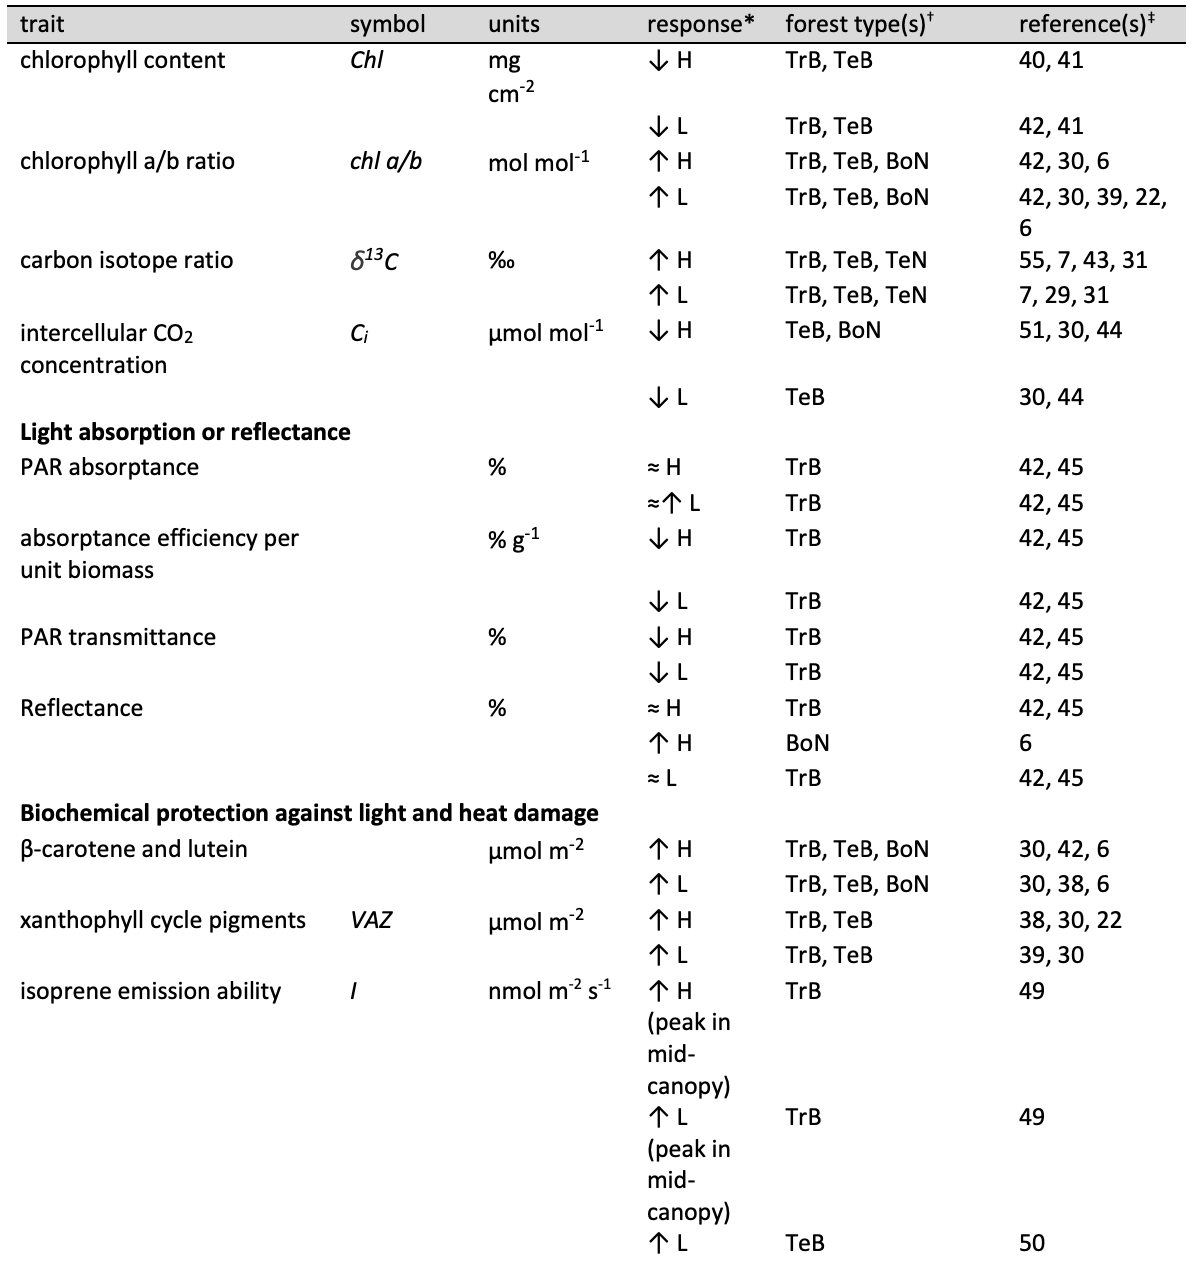 trait symbol units response* forest type(s)† reference(s)‡
chlorophyll content Chl mg ↓ H TrB, TeB 40, 41
cm-2
↓ L TrB, TeB 42, 41
chlorophyll a/b ratio chl a/b mol mol-1 ↑ H TrB, TeB, BoN 42, 30, 6
↑ L TrB, TeB, BoN 42, 30, 39, 22,
6
carbon isotope ratio δ13C ‰ ↑ H TrB, TeB, TeN 55, 7, 43, 31
↑ L TrB, TeB, TeN 7, 29, 31
intercellular CO2 Ci µmol mol-1 ↓ H TeB, BoN 51, 30, 44
concentration
↓ L TeB 30, 44
Light absorption or reflectance
PAR absorptance % ≈ H TrB 42, 45
≈↑ L TrB 42, 45
absorptance efficiency per % g-1 ↓ H TrB 42, 45
unit biomass
↓ L TrB 42, 45
PAR transmittance % ↓ H TrB 42, 45
↓ L TrB 42, 45
Reflectance % ≈ H TrB 42, 45
↑ H BoN 6
≈ L TrB 42, 45
Biochemical protection against light and heat damage
β-carotene and lutein µmol m-2 ↑ H TrB, TeB, BoN 30, 42, 6
↑ L TrB, TeB, BoN 30, 38, 6
xanthophyll cycle pigments VAZ µmol m-2 ↑ H TrB, TeB 38, 30, 22
↑ L TrB, TeB 39, 30
isoprene emission ability I nmol m-2 s-1 ↑ H TrB 49
(peak in
mid-
canopy)
↑ L TrB 49
(peak in
mid-
canopy)
↑ L TeB 50